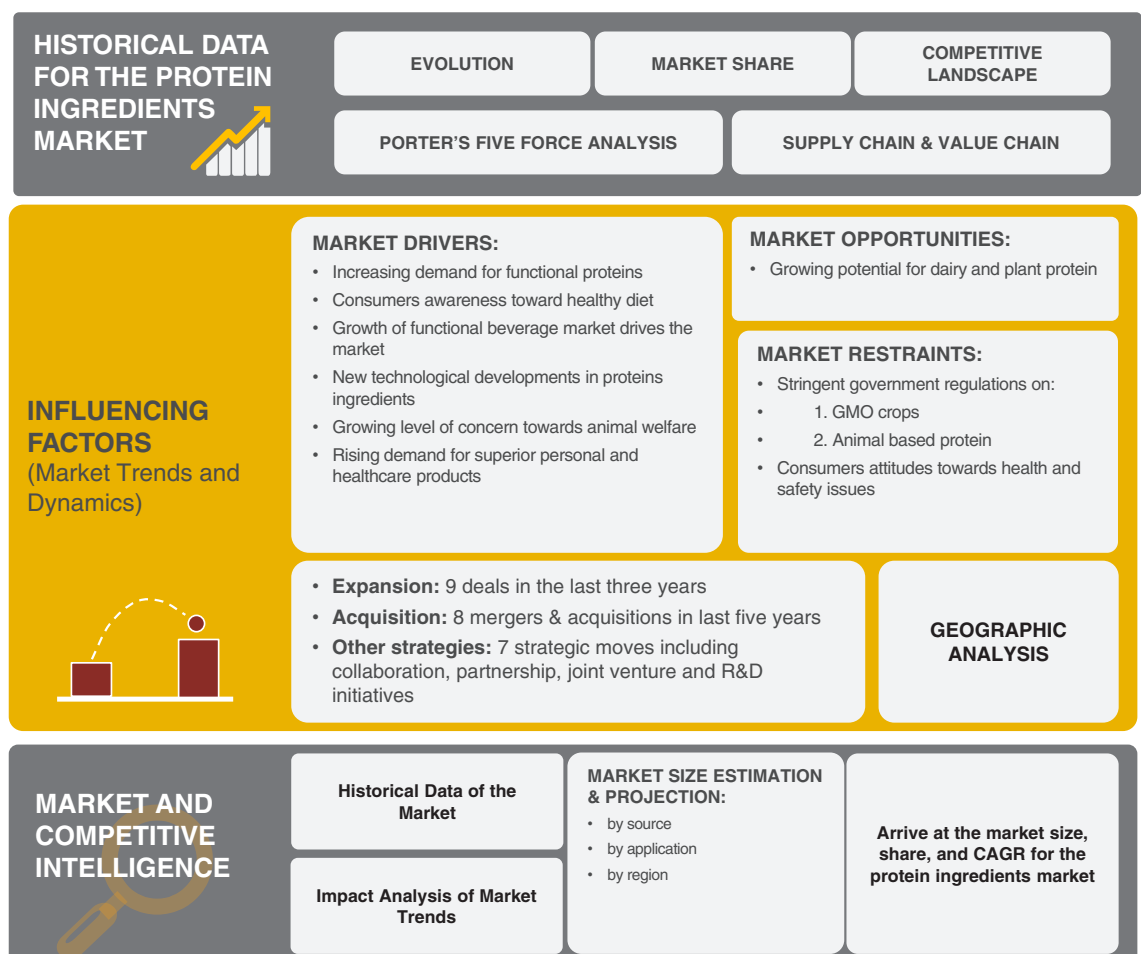 HISTORICAL DATA
FOR THE PROTEIN
INGREDIENTS
MARKET
EVOLUTION
MARKET SHARE
COMPETITIVE
LANDSCAPE
PORTER'S FIVE FORCE ANALYSIS
SUPPLY CHAIN & VALUE CHAIN
INFLUENCING
FACTORS
(Market Trends and
Dynamics)
MARKET DRIVERS:
• Increasing demand for functional proteins
• Consumers awareness toward healthy diet
• Growth of functional beverage market drives the
market
• New technological developments in proteins
ingredients
• Growing level of concern towards animal welfare
• Rising demand for superior personal and
healthcare products
MARKET OPPORTUNITIES:
• Growing potential for dairy and plant protein
MARKET RESTRAINTS:
• Stringent government regulations on:
• 1. GMO crops
• 2. Animal based protein
• Consumers attitudes towards health and
safety issues
• Expansion: 9 deals in the last three years
• Acquisition: 8 mergers & acquisitions in last five years
• Other strategies: 7 strategic moves including
collaboration, partnership, joint venture and R&D
initiatives
GEOGRAPHIC
ANALYSIS
MARKET AND
COMPETITIVE
INTELLIGENCE
Historical Data of the
Market
Impact Analysis of Market
Trends
MARKET SIZE ESTIMATION
& PROJECTION:
• by source
• by application
• by region
Arrive at the market size,
share, and CAGR for the
protein ingredients market